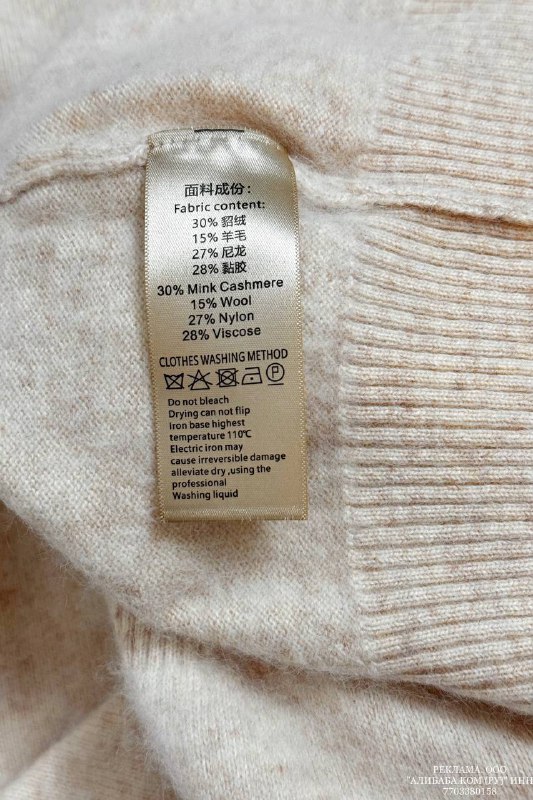 面料成份:
Fabric content:
30% 貂绒
15% 羊毛
27% 尼龙
28% 黏胶
30% Mink Cashmere
15% Wool
27% Nylon
28% Viscose
CLOTHES WASHING METHOD
P
Do not bleach
Drying can not flip
Iron base highest
temperature 110℃
Electric iron may
cause irreversible damage
alleviate dry ,using the
professional
Washing liquid
РЕКЛАМА. ООО
"АЛИБАБА.КОМ (РУ)" ИНН
7703380158